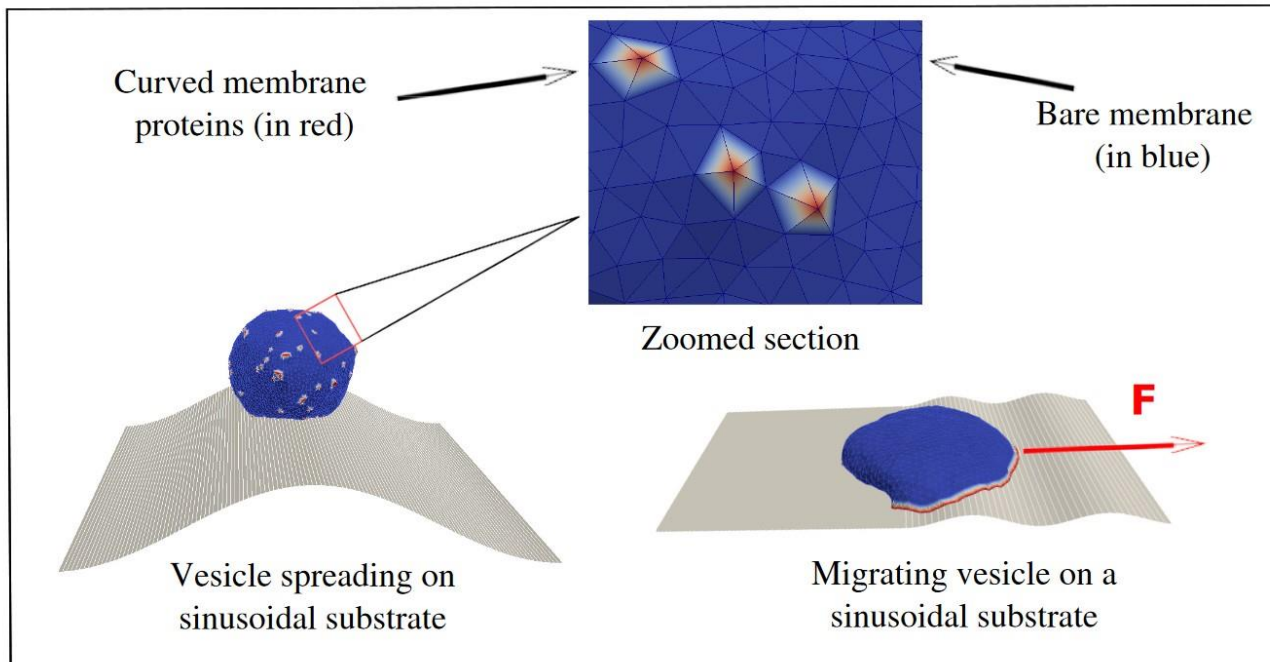 Curved membrane
proteins (in red)
Bare membrane
(in blue)
Zoomed section
F
Vesicle spreading on
sinusoidal substrate
Migrating vesicle on a
sinusoidal substrate